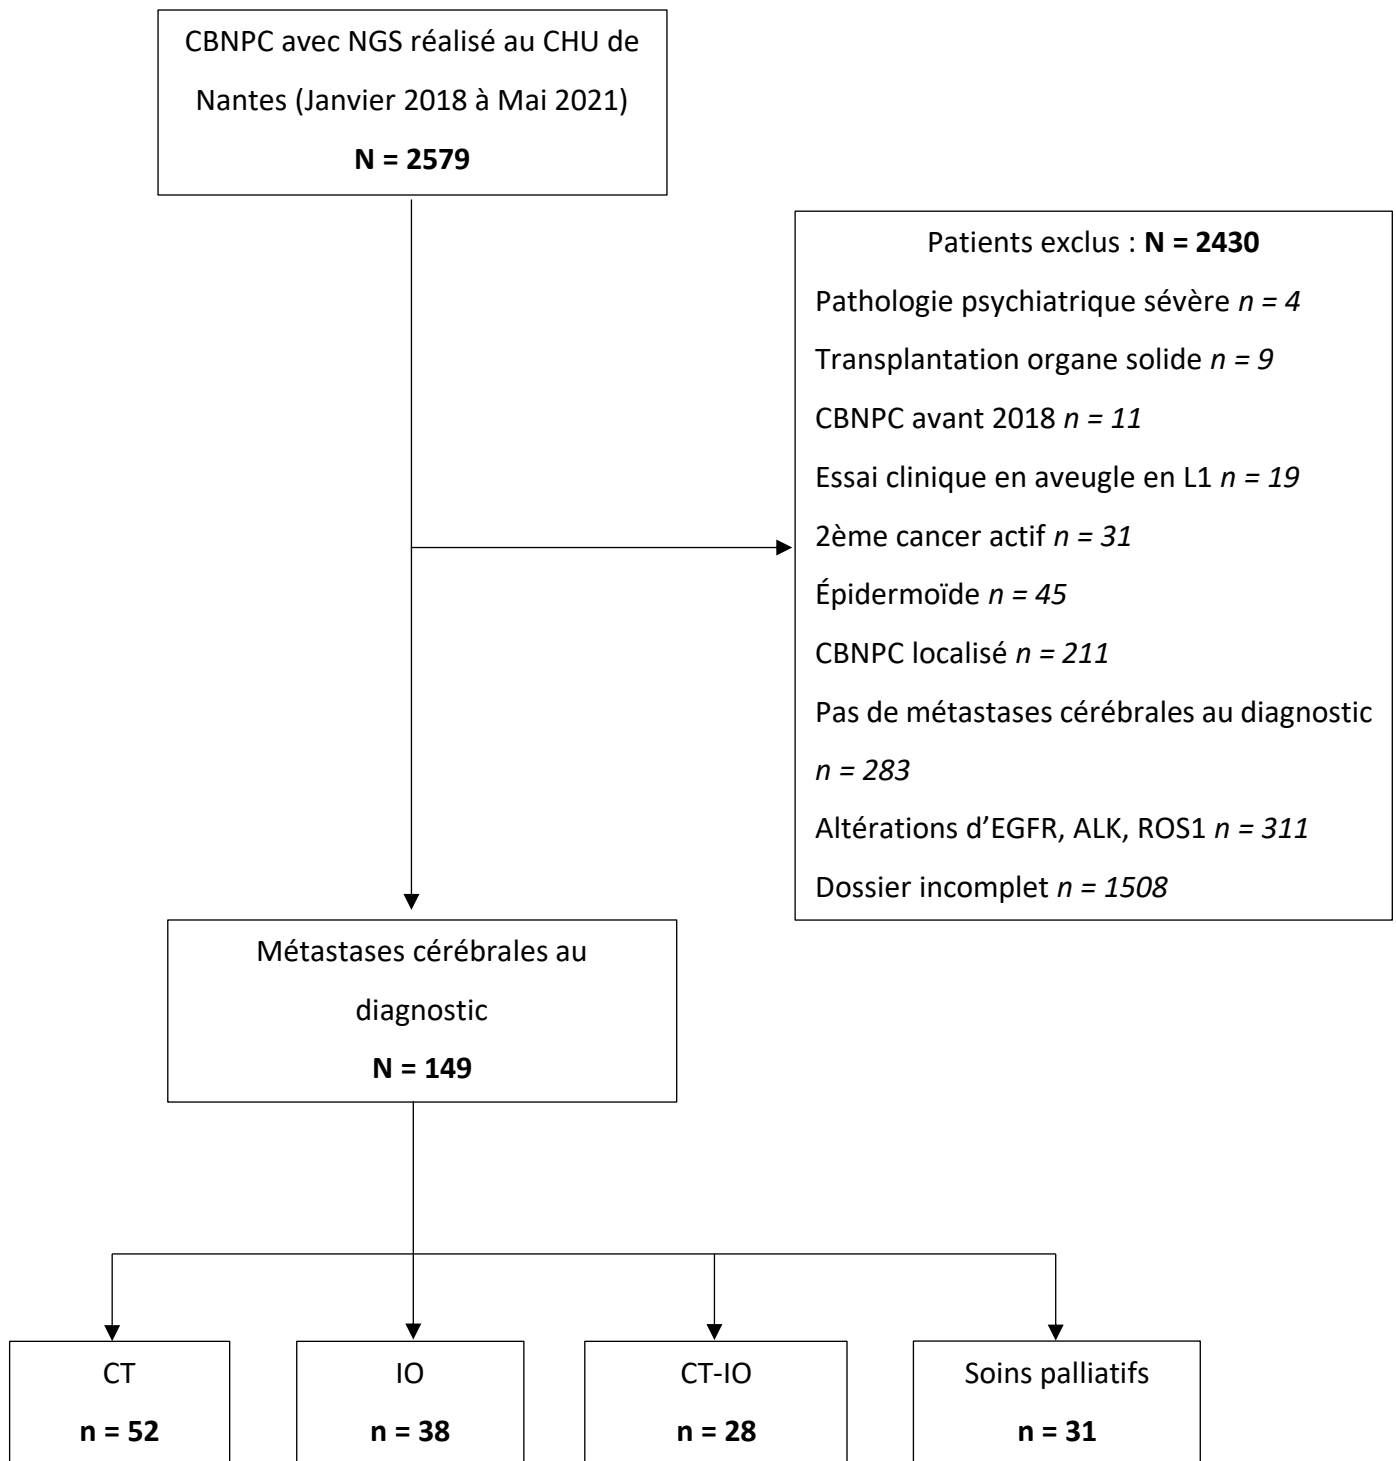 CBNPC avec NGS réalisé au CHU de
Nantes (Janvier 2018 à Mai 2021)
N = 2579
Patients exclus : N = 2430
Pathologie psychiatrique sévère n = 4
Transplantation organe solide n = 9
CBNPC avant 2018 n = 11
Essai clinique en aveugle en L1 n = 19
2ème cancer actif n = 31
Épidermoïde n = 45
CBNPC localisé n = 211
Pas de métastases cérébrales au diagnostic
n = 283
Altérations d’EGFR, ALK, ROS1 n = 311
Dossier incomplet n = 1508
Métastases cérébrales au
diagnostic
N = 149
CT
n = 52
IO
n = 38
CT-IO
n = 28
Soins palliatifs
n = 31